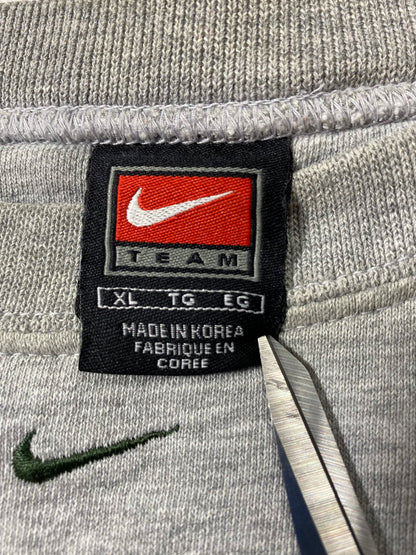 TEAM
XL TG EG
MADE IN KOREA
FABRIQUE EN
COREE